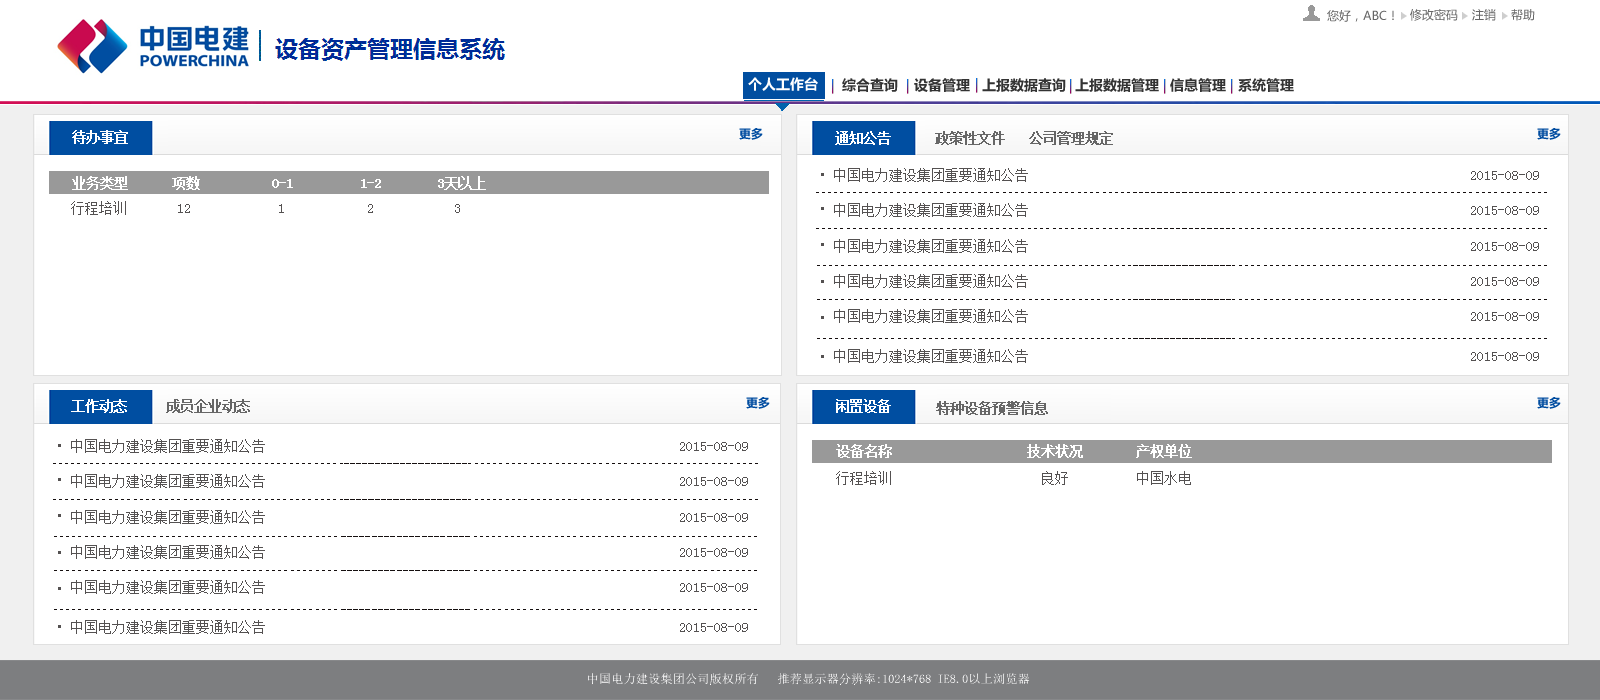 您好，ABC！ 修改密码 注销 帮助
中国电建
POWERCHINA
设备资产管理信息系统
个人工作台 | 综合查询 | 设备管理 | 上报数据查询 | 上报数据管理 | 信息管理 | 系统管理
待办事宜 更多
业务类型 项数 0-1 1-2 3天以上
行程培训 12 1 2 3
通知公告 政策性文件 公司管理规定 更多
· 中国电力建设集团重要通知公告 2015-08-09
· 中国电力建设集团重要通知公告 2015-08-09
· 中国电力建设集团重要通知公告 2015-08-09
· 中国电力建设集团重要通知公告 2015-08-09
· 中国电力建设集团重要通知公告 2015-08-09
· 中国电力建设集团重要通知公告 2015-08-09
工作动态 成员企业动态 更多
· 中国电力建设集团重要通知公告 2015-08-09
· 中国电力建设集团重要通知公告 2015-08-09
· 中国电力建设集团重要通知公告 2015-08-09
· 中国电力建设集团重要通知公告 2015-08-09
· 中国电力建设集团重要通知公告 2015-08-09
· 中国电力建设集团重要通知公告 2015-08-09
闲置设备 特种设备预警信息 更多
设备名称 技术状况 产权单位
行程培训 良好 中国水电
中国电力建设集团公司版权所有 推荐显示器分辨率:1024*768 IE8.0以上浏览器